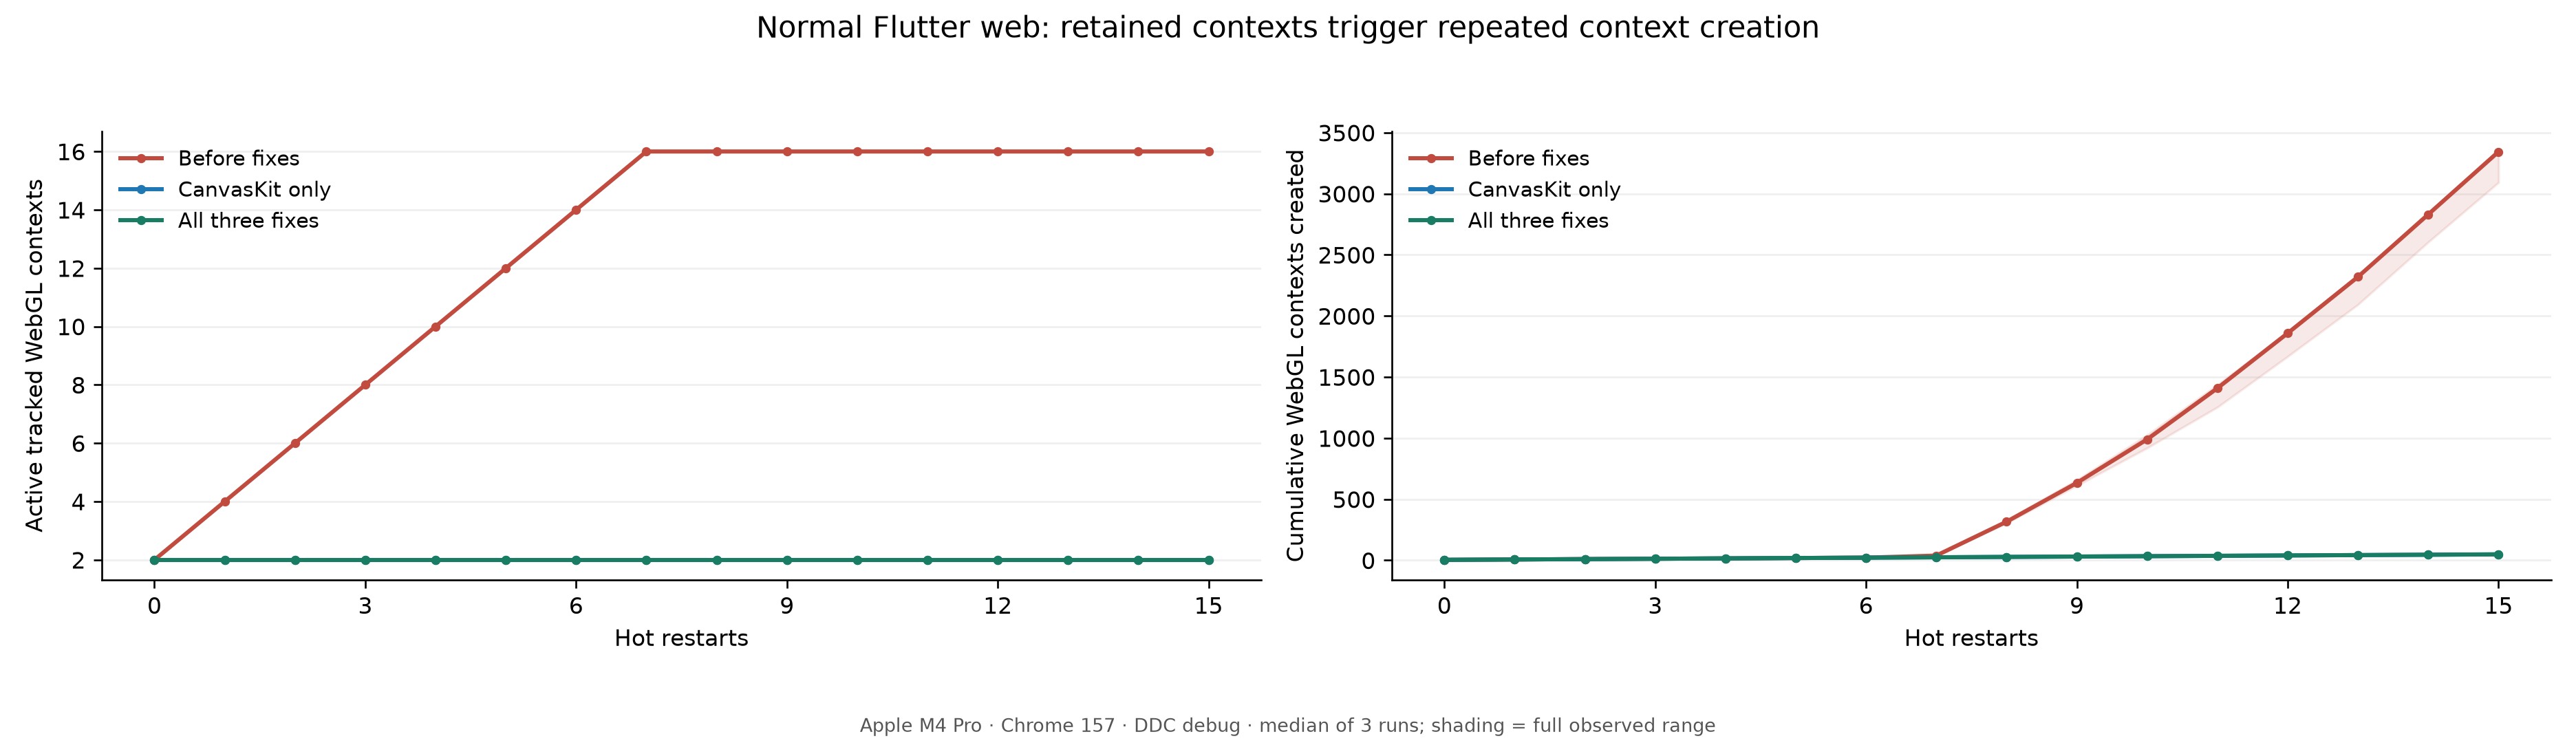 Normal Flutter web: retained contexts trigger repeated context creation
Active tracked WebGL contexts
16
14
12
10
8
6
4
2
Before fixes
CanvasKit only
All three fixes
0
3
6
9
12
15
Hot restarts
Cumulative WebGL contexts created
3500
3000
2500
2000
1500
1000
500
0
Before fixes
CanvasKit only
All three fixes
0
3
6
9
12
15
Hot restarts
Apple M4 Pro · Chrome 157 · DDC debug · median of 3 runs; shading = full observed range